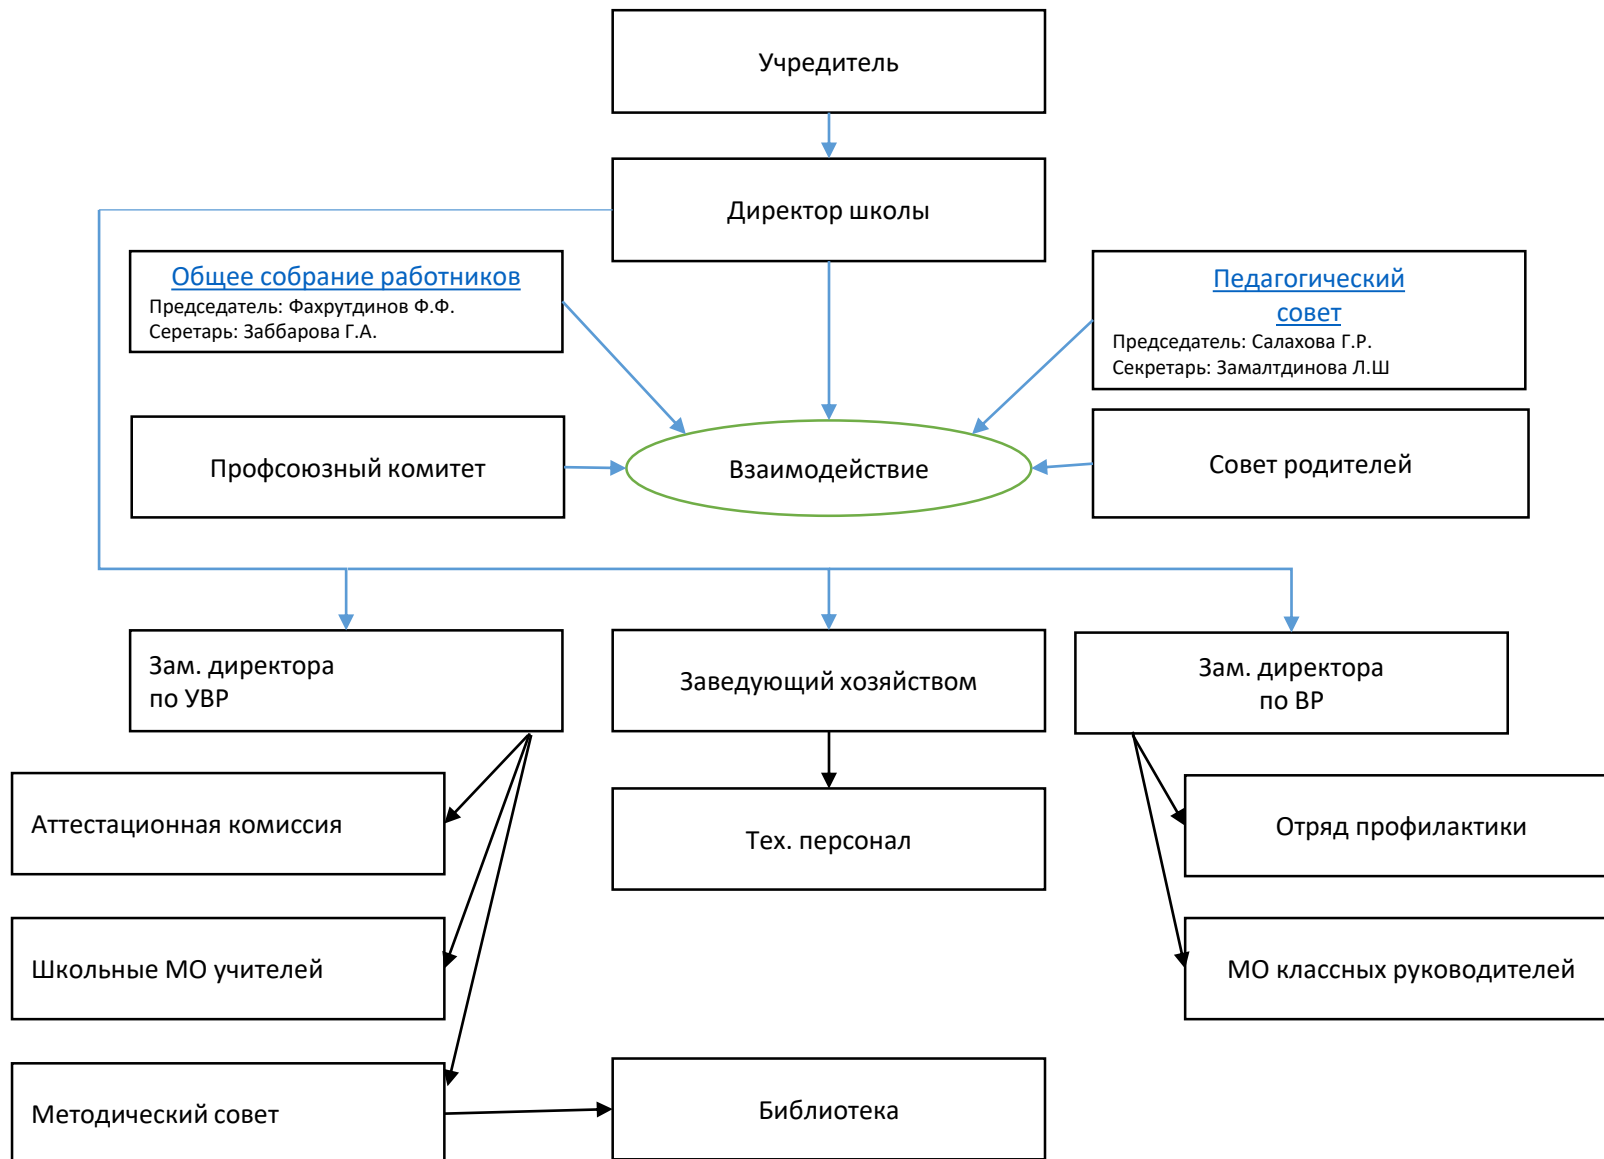 Учредитель
Директор школы
Общее собрание работников
Председатель: Фахрутдинов Ф.Ф.
Серетарь: Заббарова Г.А.
Педагогический
совет
Председатель: Салахова Г.Р.
Секретарь: Замалтдинова Л.Ш
Профсоюзный комитет
Взаимодействие
Совет родителей
Зам. директора
по УВР
Заведующий хозяйством
Зам. директора
по ВР
Аттестационная комиссия
Тех. персонал
Отряд профилактики
Школьные МО учителей
МО классных руководителей
Методический совет
Библиотека